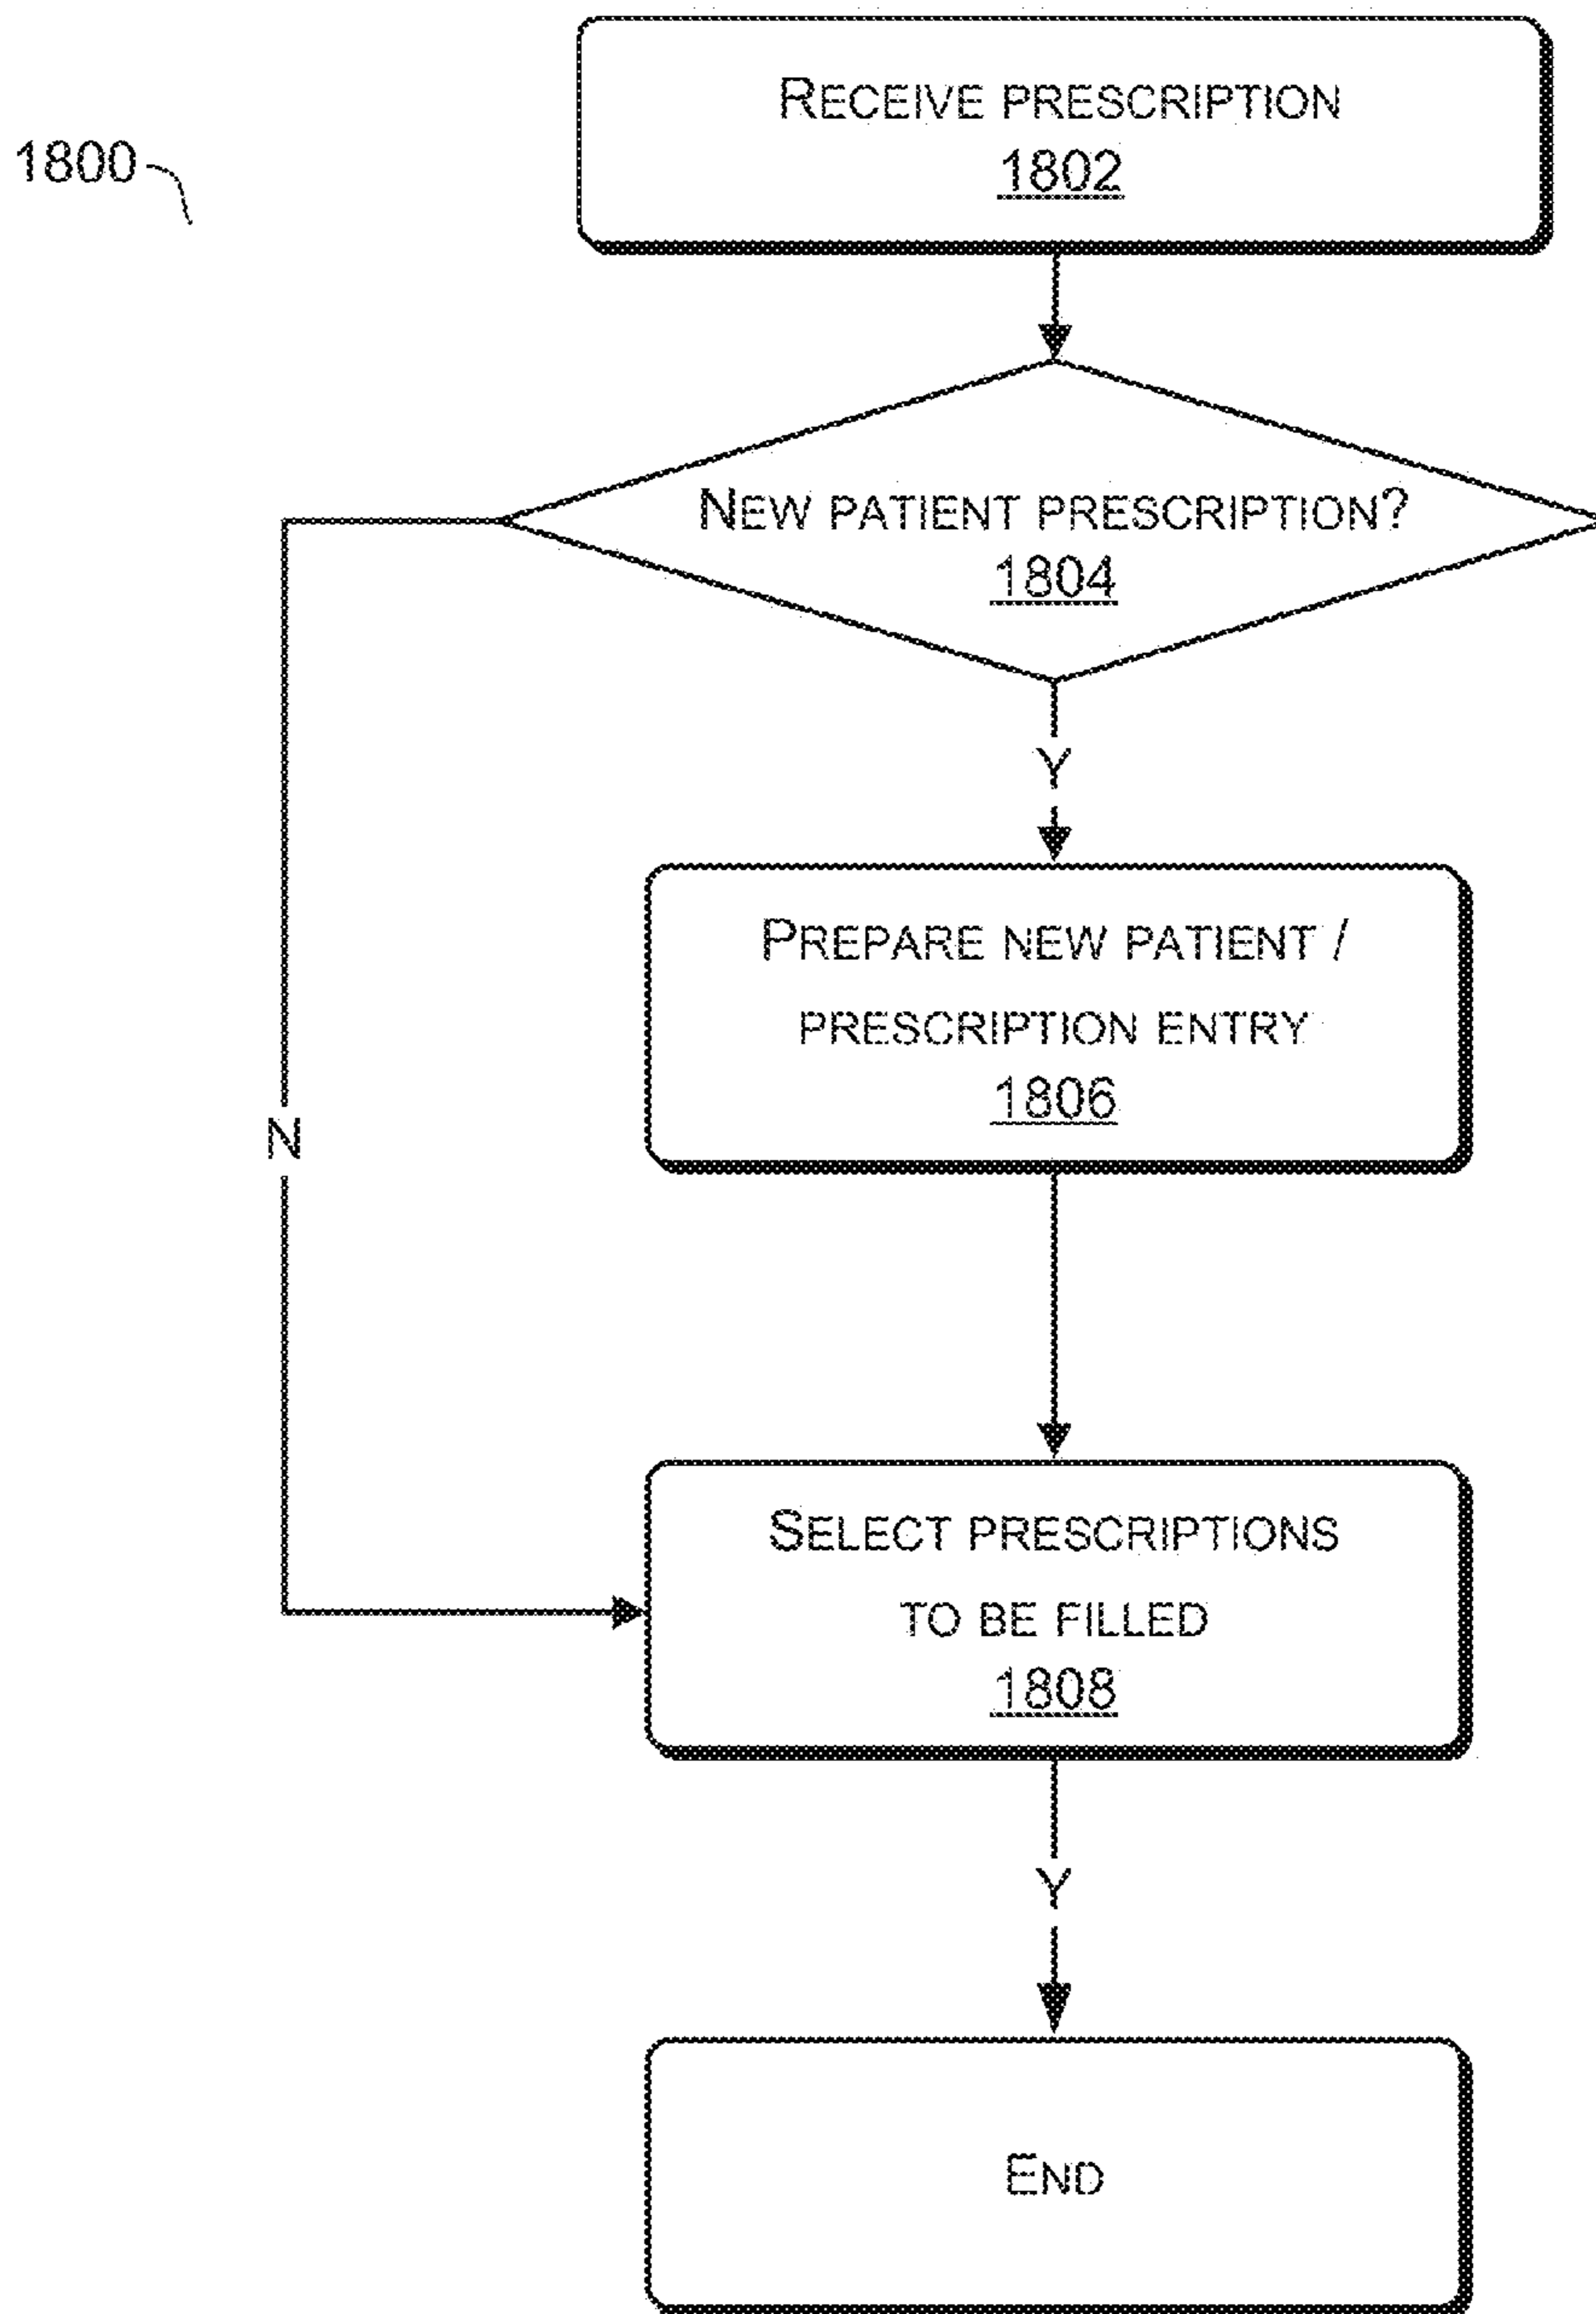 RECEIVE PRESCRIPTION
1802
1800
NEW PATIENT PRESCRIPTION?
1804
Y
PREPARE NEW PATIENT /
PRESCRIPTION ENTRY
1806
N
SELECT PRESCRIPTIONS
TO BE FILLED
1808
Y
END